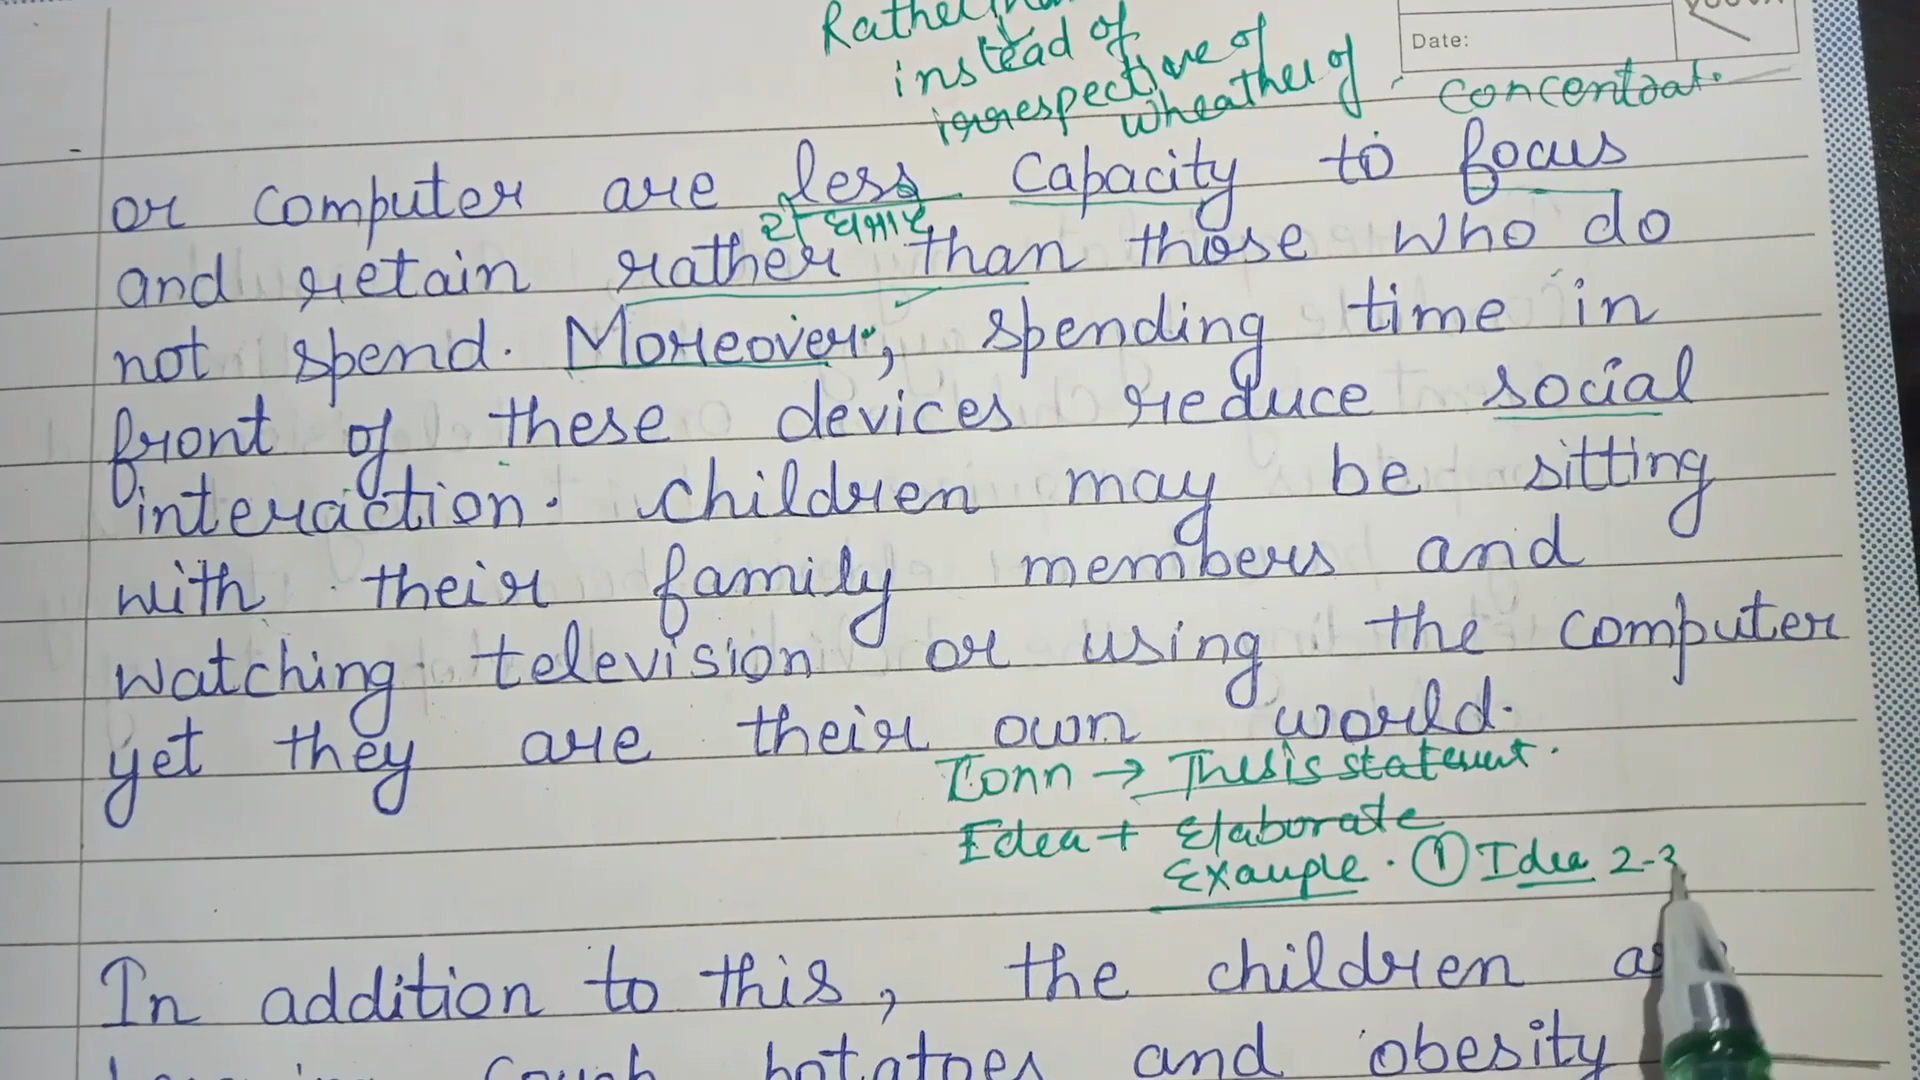 instead of
irrespective of
wheather of
Date:
concentrat.
or computer are less capacity to focus
and retain rather than those who do
not spend. Moreover, spending time in
front of these devices reduce social
interaction. children may be sitting
with their family members and
watching television or using the computer
yet they are their own world.
Conn → Thesis statement.
Idea + Elaborate
Example. ① Idea 2-3
In addition to this, the children
potatoes and obesity